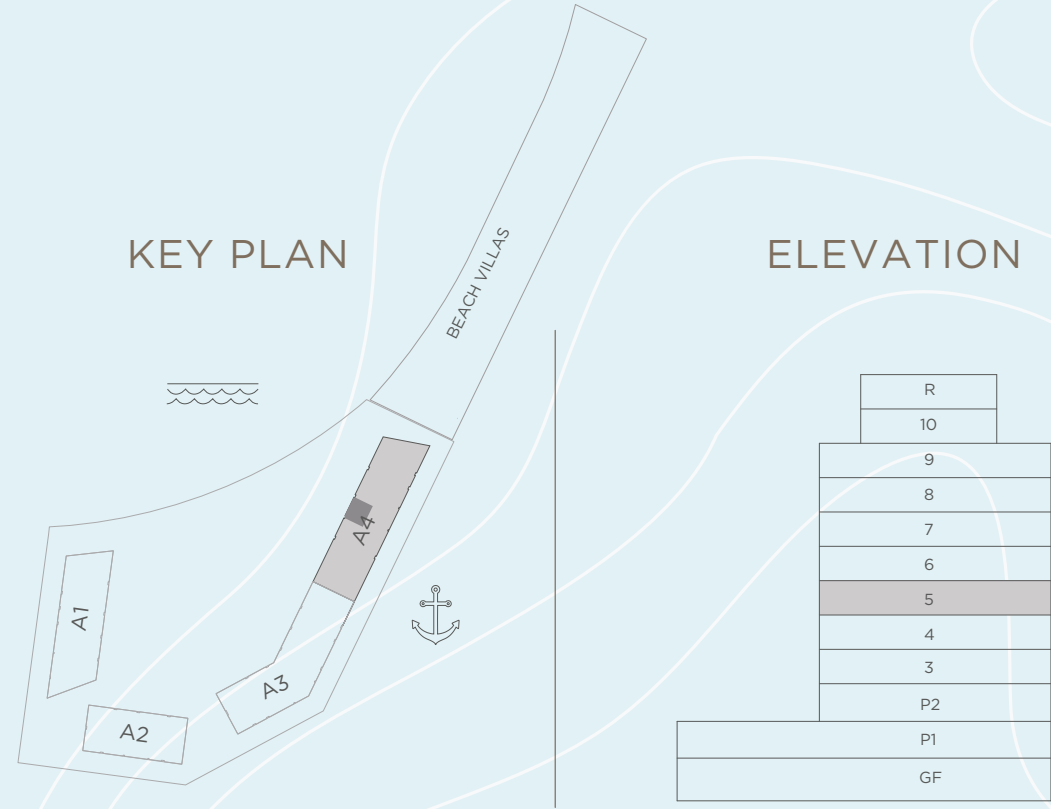 KEY PLAN
ELEVATION
BEACH VILLAS
A4
A1
A3
A2
R
10
9
8
7
6
5
4
3
P2
P1
GF